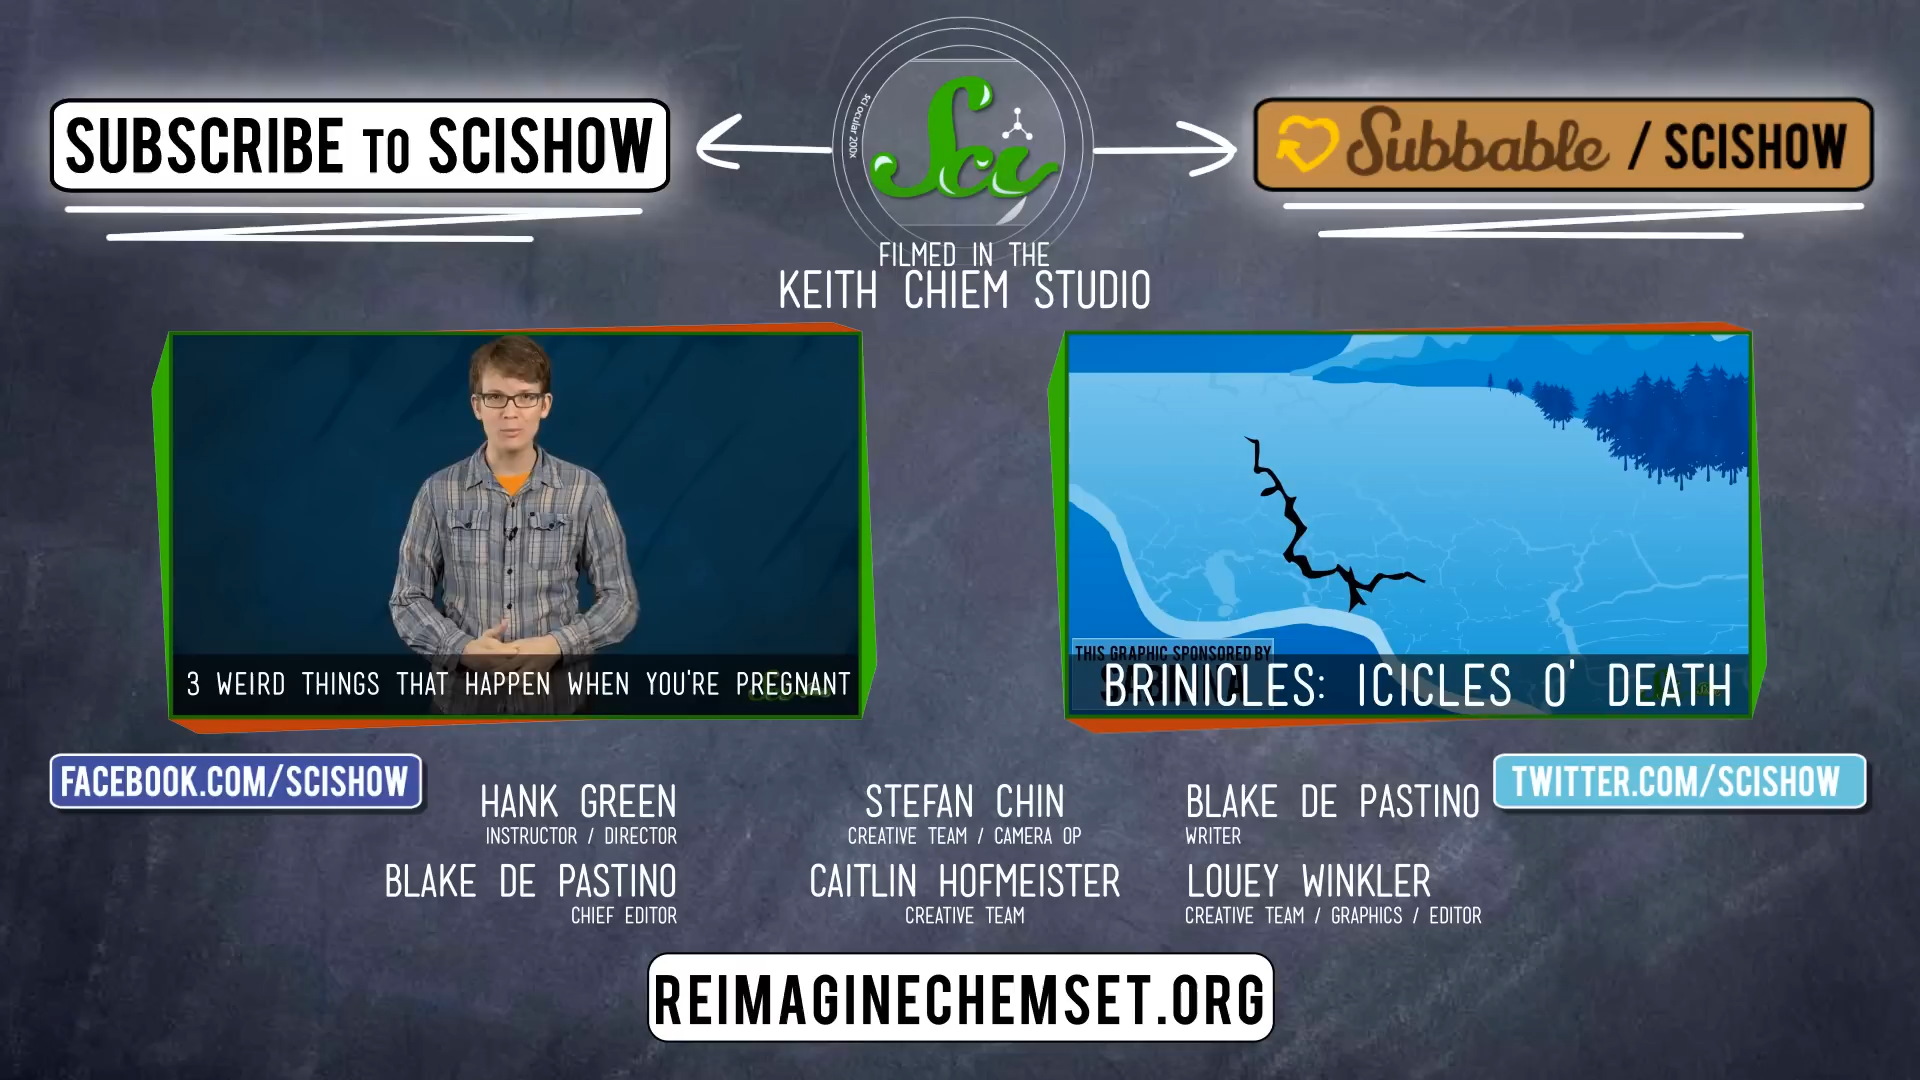 SUBSCRIBE TO SCISHOW
sci ocular 200x
Sci
Subbable / SCISHOW
FILMED IN THE
KEITH CHIEM STUDIO
3 WEIRD THINGS THAT HAPPEN WHEN YOU'RE PREGNANT
THIS GRAPHIC SPONSORED BY
BRINICLES: ICICLES O' DEATH
FACEBOOK.COM/SCISHOW
TWITTER.COM/SCISHOW
HANK GREEN
INSTRUCTOR / DIRECTOR
STEFAN CHIN
CREATIVE TEAM / CAMERA OP
BLAKE DE PASTINO
WRITER
BLAKE DE PASTINO
CHIEF EDITOR
CAITLIN HOFMEISTER
CREATIVE TEAM
LOUEY WINKLER
CREATIVE TEAM / GRAPHICS / EDITOR
REIMAGINECHEMSET.ORG